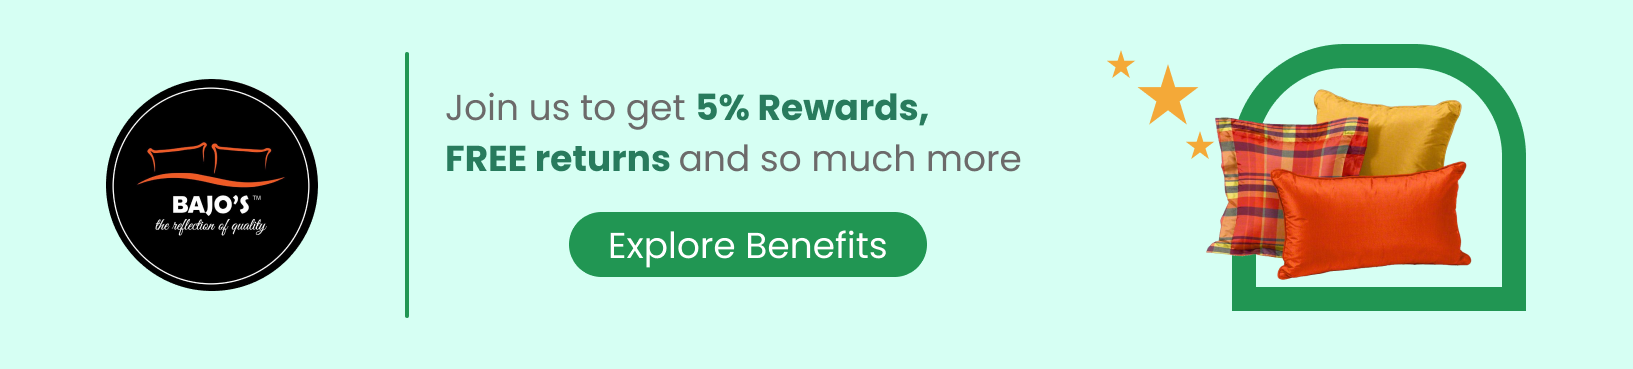 BAJO'S™
the reflection of quality
Join us to get 5% Rewards,
FREE returns and so much more
Explore Benefits